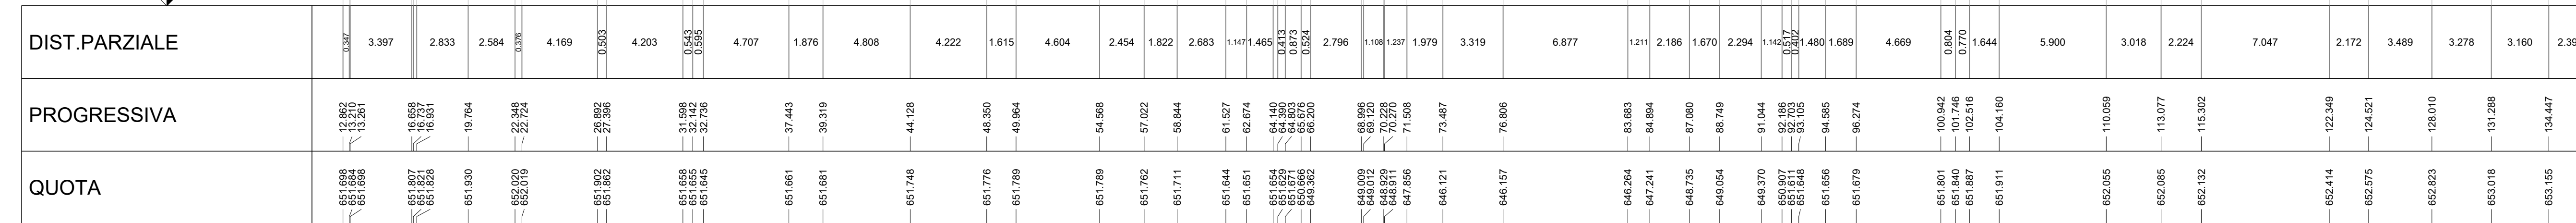 DIST.PARZIALE 0.347 3.397 2.833 2.584 0.376 4.169 0.503 4.203 0.543 0.595 4.707 1.876 4.808 4.222 1.615 4.604 2.454 1.822 2.683 1.147 1.465 0.413 0.873 0.524 2.796 1.108 1.237 1.979 3.319 6.877 1.211 2.186 1.670 2.294 1.142 0.517 0.402 1.480 1.689 4.669 0.804 0.770 1.644 5.900 3.018 2.224 7.047 2.172 3.489 3.278 3.160 2.39
PROGRESSIVA 12.862 13.210 13.261 16.658 16.737 16.931 19.764 22.348 22.724 26.892 27.396 31.598 32.142 32.736 37.443 39.319 44.128 48.350 49.964 54.568 57.022 58.844 61.527 62.674 64.140 64.390 64.803 65.676 66.200 68.996 69.120 70.228 70.270 71.508 73.487 76.806 83.683 84.894 87.080 88.749 91.044 92.186 92.703 93.105 94.585 96.274 100.942 101.746 102.516 104.160 110.059 113.077 115.302 122.349 124.521 128.010 131.288 134.447
QUOTA 651.698 651.684 651.698 651.807 651.821 651.828 651.930 652.020 652.019 651.902 651.862 651.658 651.655 651.645 651.661 651.681 651.748 651.776 651.789 651.789 651.762 651.711 651.644 651.651 651.654 651.629 651.671 650.666 649.362 649.009 649.012 648.929 648.911 647.856 646.121 646.157 646.264 647.241 648.735 649.054 649.370 650.907 651.611 651.648 651.656 651.679 651.801 651.840 651.887 651.911 652.055 652.085 652.132 652.414 652.575 652.823 653.018 653.155